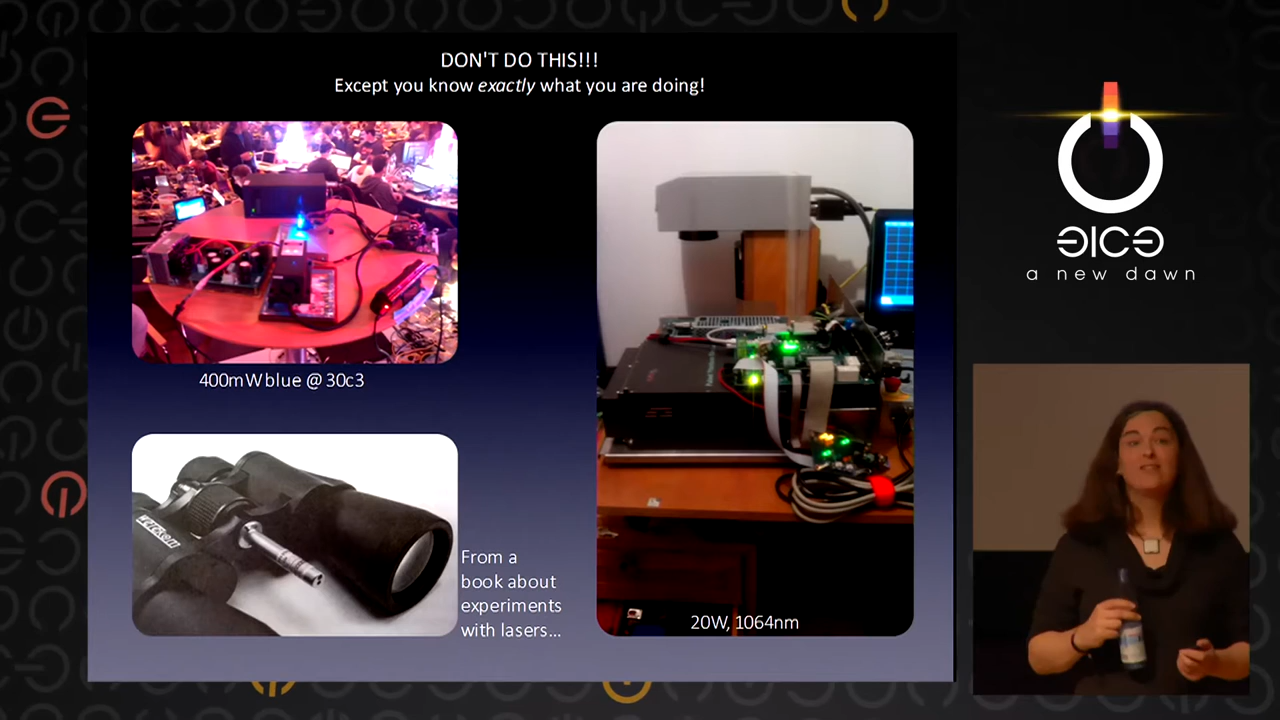 DON'T DO THIS!!!
Except you know exactly what you are doing!
400mW blue @ 30c3
From a
book about
experiments
with lasers...
20W, 1064nm
31C3
a new dawn